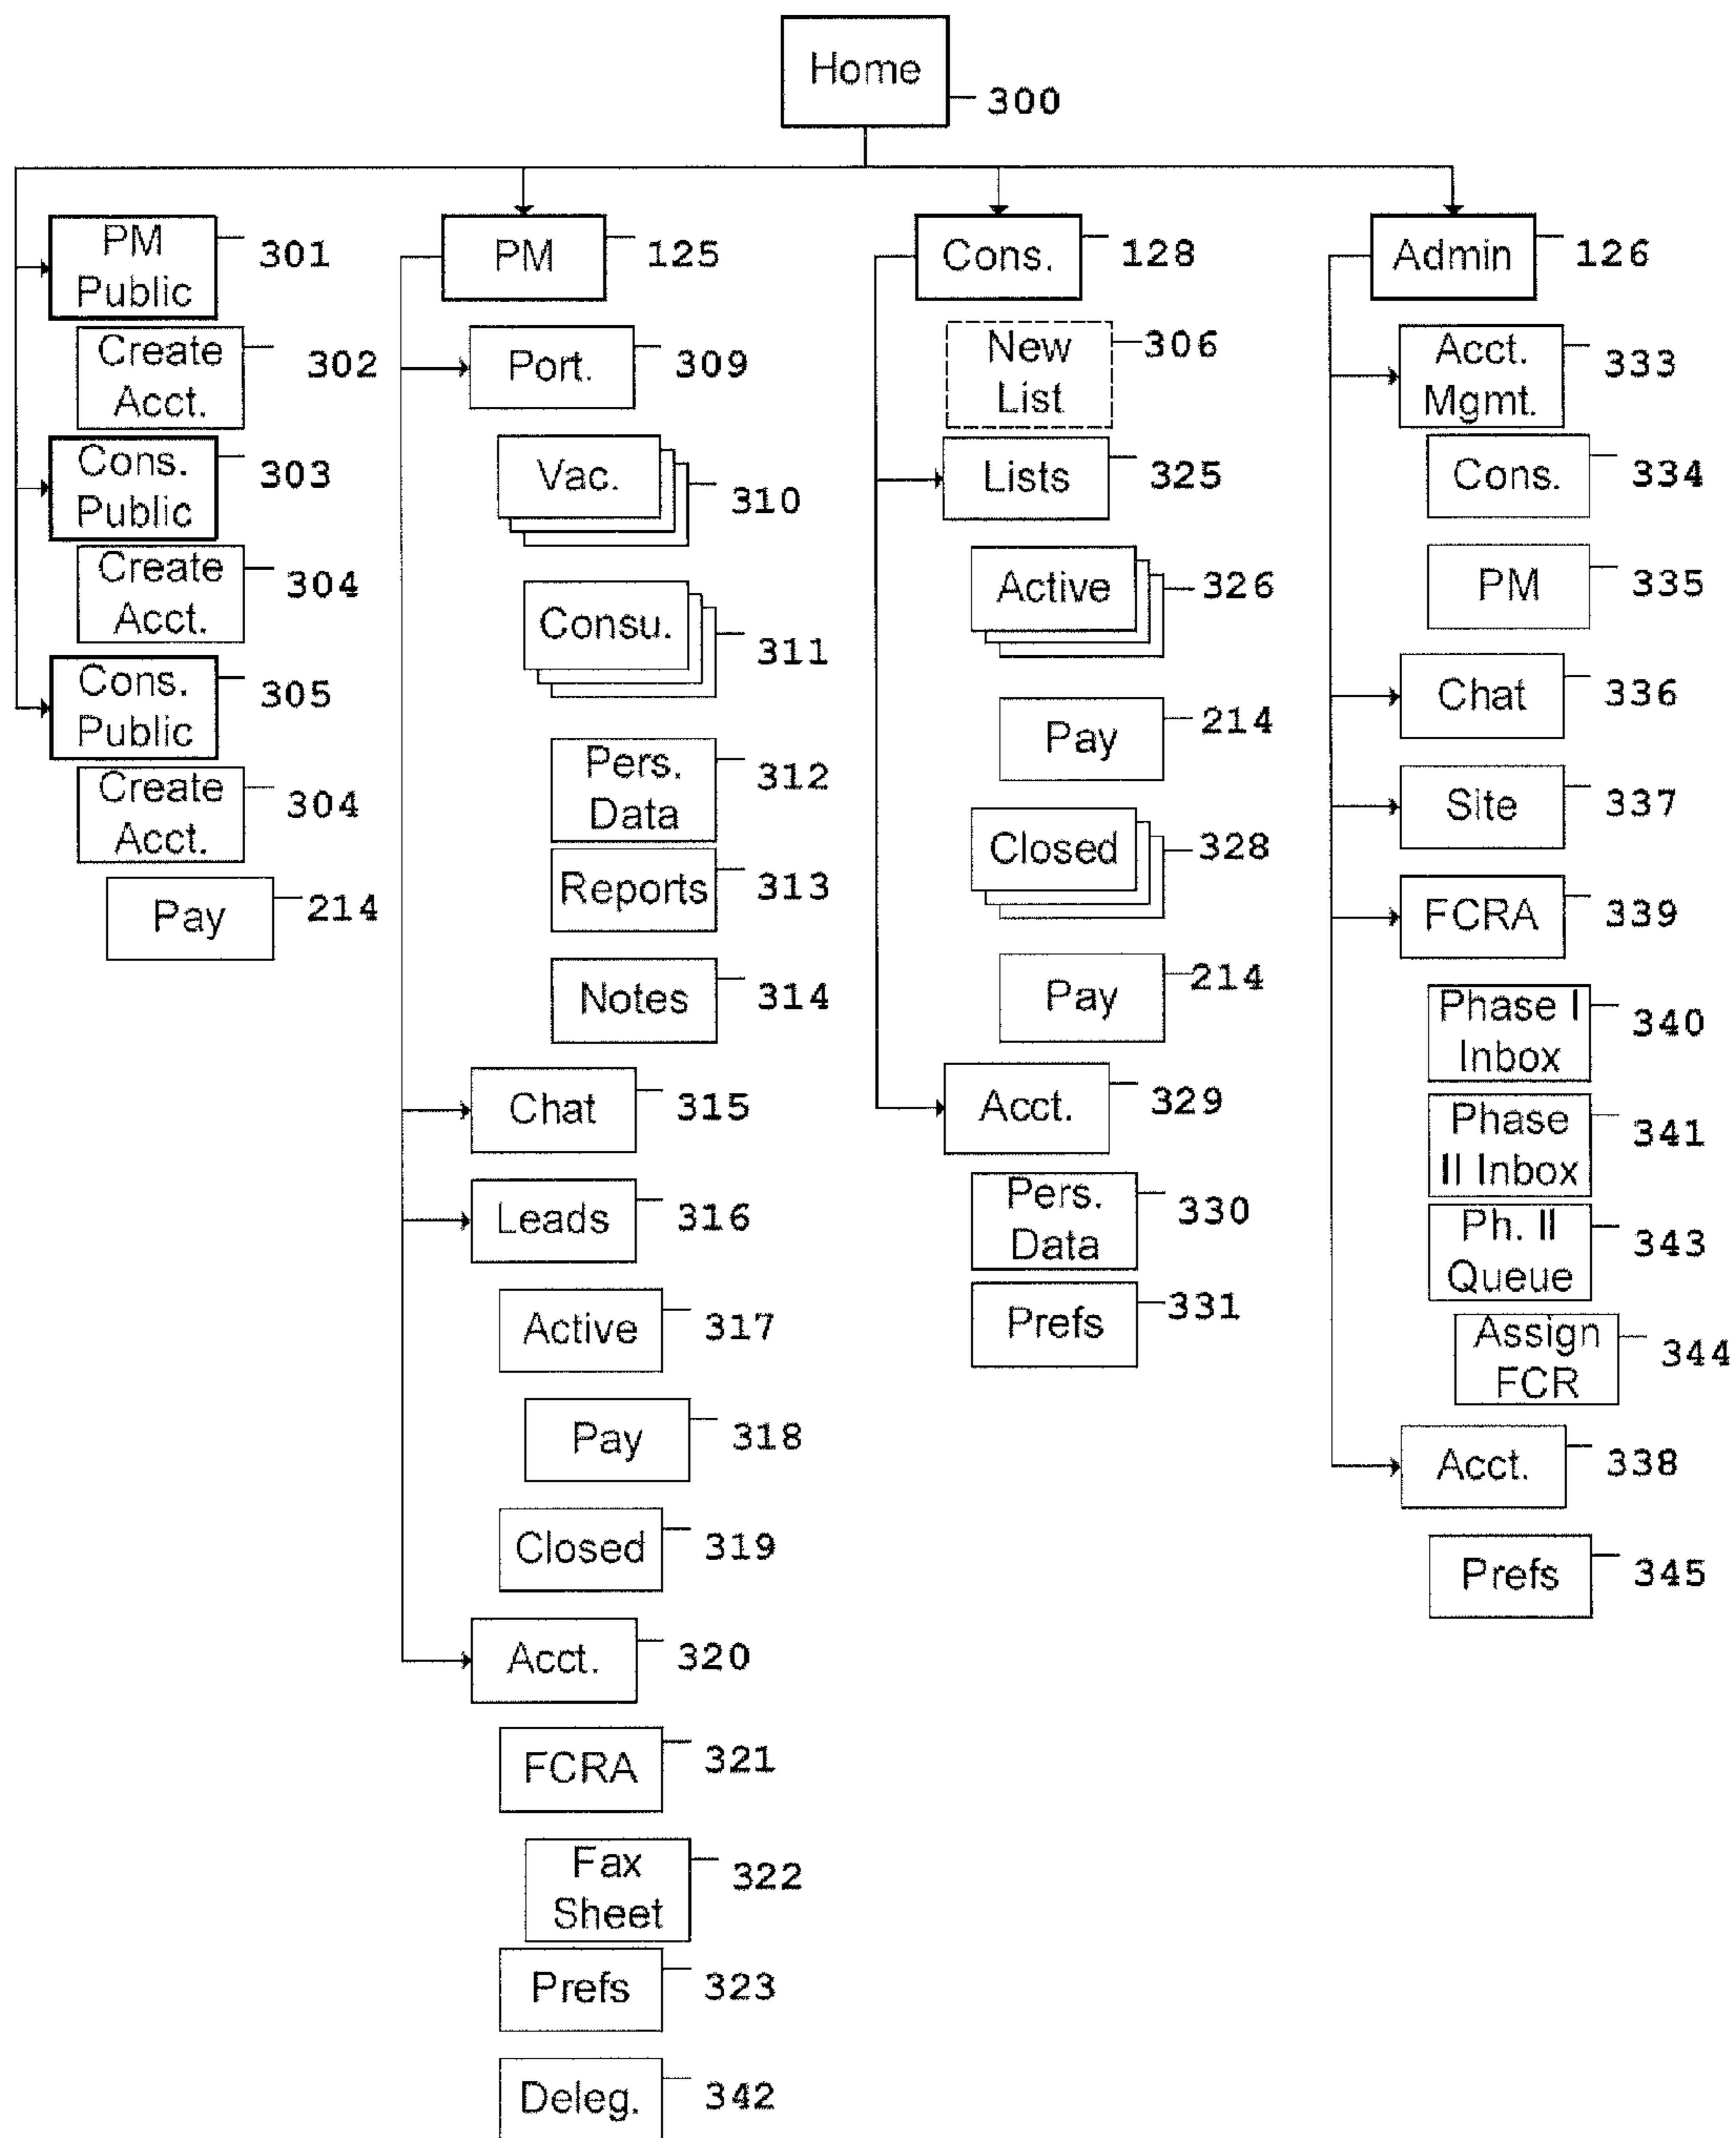 Home
300
PM
Public
301
Create
Acct.
302
Cons.
Public
303
Create
Acct.
304
Cons.
Public
305
Create
Acct.
304
Pay
214
PM
125
Port.
309
Vac.
310
Consu.
311
Pers.
Data
312
Reports
313
Notes
314
Chat
315
Leads
316
Active
317
Pay
318
Closed
319
Acct.
320
FCRA
321
Fax
Sheet
322
Prefs
323
Deleg.
342
Cons.
128
New
List
306
Lists
325
Active
326
Pay
214
Closed
328
Pay
214
Acct.
329
Pers.
Data
330
Prefs
331
Admin
126
Acct.
Mgmt.
333
Cons.
334
PM
335
Chat
336
Site
337
FCRA
339
Phase I
Inbox
340
Phase
II Inbox
341
Ph. II
Queue
343
Assign
FCR
344
Acct.
338
Prefs
345